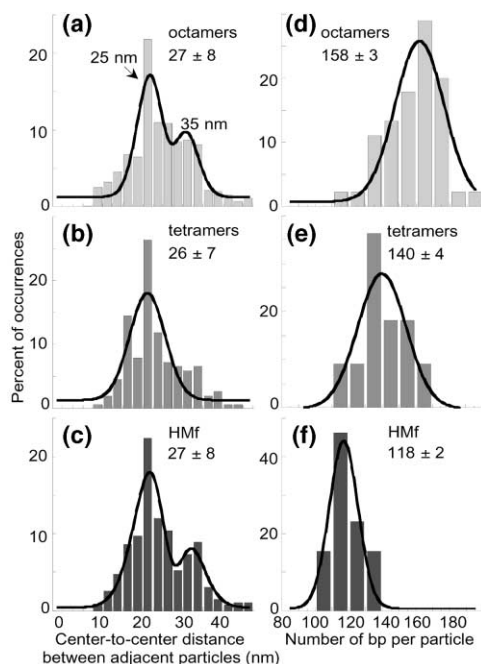 (a)
octamers
27 ± 8
25 nm
35 nm
20
10
0
(d)
octamers
158 ± 3
20
10
0
Percent of occurrences
(b)
tetramers
26 ± 7
20
10
0
(e)
tetramers
140 ± 4
20
0
(c)
HMf
27 ± 8
20
10
0
(f)
HMf
118 ± 2
40
20
0
0 10 20 30 40
80 100 120 140 160 180
Center-to-center distance
between adjacent particles (nm)
Number of bp per particle